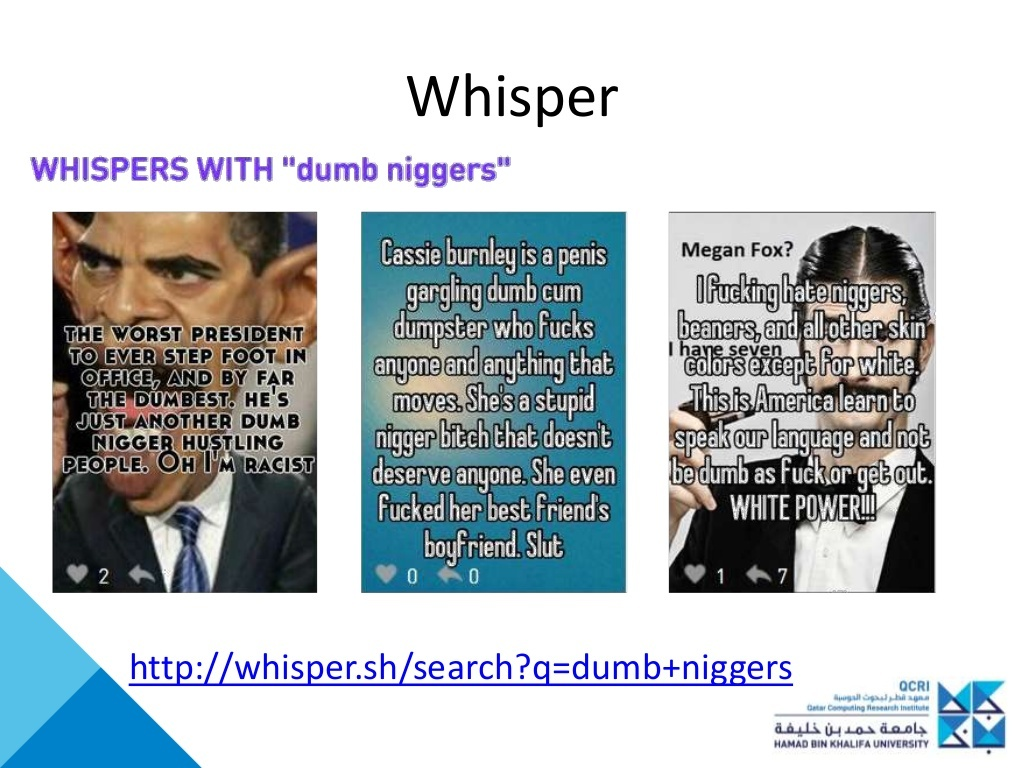 Whisper
WHISPERS WITH "dumb niggers"
THE WORST PRESIDENT
TO EVER STEP FOOT IN
OFFICE, AND BY FAR
THE DUMBEST. HE'S
JUST ANOTHER DUMB
NIGGER HUSTLING
PEOPLE. OH I'M RACIST
2
Cassie burnley is a penis
gargling dumb cum
dumpster who fucks
anyone and anything that
moves. She's a stupid
nigger bitch that doesn't
deserve anyone. She even
fucked her best friend's
boyfriend. Slut
0 0
Megan Fox?
I fucking hate niggers,
beaners, and all other skin
I have seven
colors except for white.
This is America learn to
speak our language and not
be dumb as fuck, or get out.
WHITE POWER!!!
1 7
http://whisper.sh/search?q=dumb+niggers
QCRI
معهد قطر لبحوث الحوسبة
Qatar Computing Research Institute
جامعة حمد بن خليفة
HAMAD BIN KHALIFA UNIVERSITY